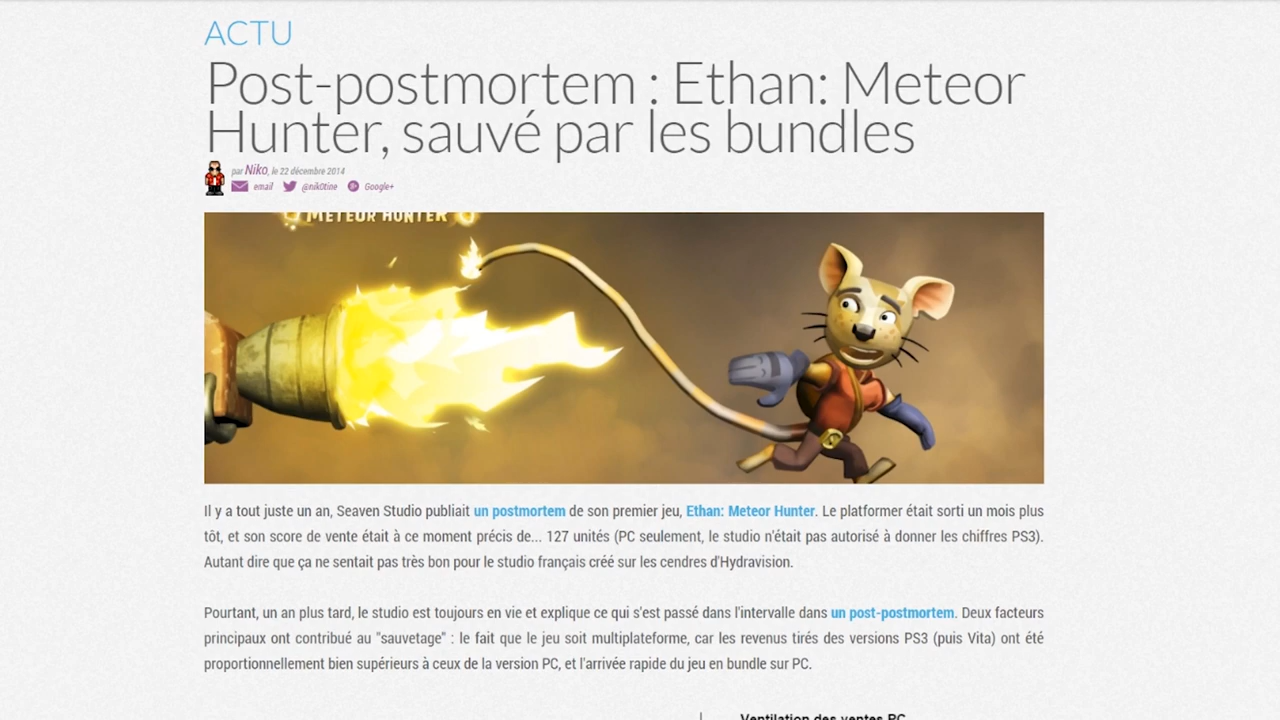 ACTU
Post-postmortem : Ethan: Meteor
Hunter, sauvé par les bundles
par Niko, le 22 décembre 2014
email @nik0tine Google+
METEOR HUNTER
Il y a tout juste un an, Seaven Studio publiait un postmortem de son premier jeu, Ethan: Meteor Hunter. Le platformer était sorti un mois plus
tôt, et son score de vente était à ce moment précis de... 127 unités (PC seulement, le studio n'était pas autorisé à donner les chiffres PS3).
Autant dire que ça ne sentait pas très bon pour le studio français créé sur les cendres d'Hydravision.
Pourtant, un an plus tard, le studio est toujours en vie et explique ce qui s'est passé dans l'intervalle dans un post-postmortem. Deux facteurs
principaux ont contribué au "sauvetage" : le fait que le jeu soit multiplateforme, car les revenus tirés des versions PS3 (puis Vita) ont été
proportionnellement bien supérieurs à ceux de la version PC, et l'arrivée rapide du jeu en bundle sur PC.
Ventilation des ventes PC